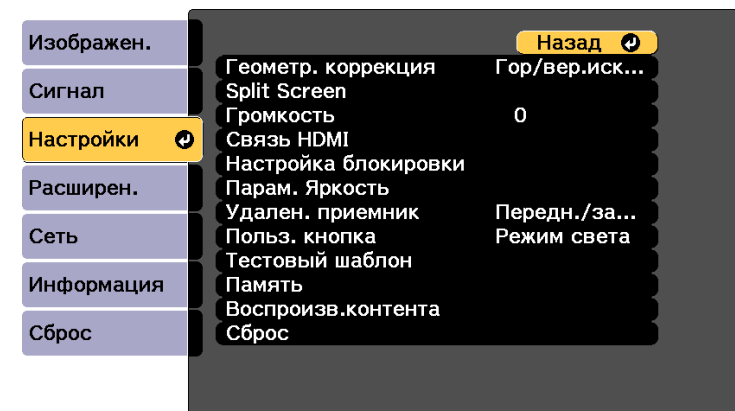 Изображен.
Сигнал
Настройки
Расширен.
Сеть
Информация
Сброс
Назад
Геометр. коррекция Гор/вер.иск...
Split Screen
Громкость 0
Связь HDMI
Настройка блокировки
Парам. Яркость
Удален. приемник Передн./за...
Польз. кнопка Режим света
Тестовый шаблон
Память
Воспроизв.контента
Сброс